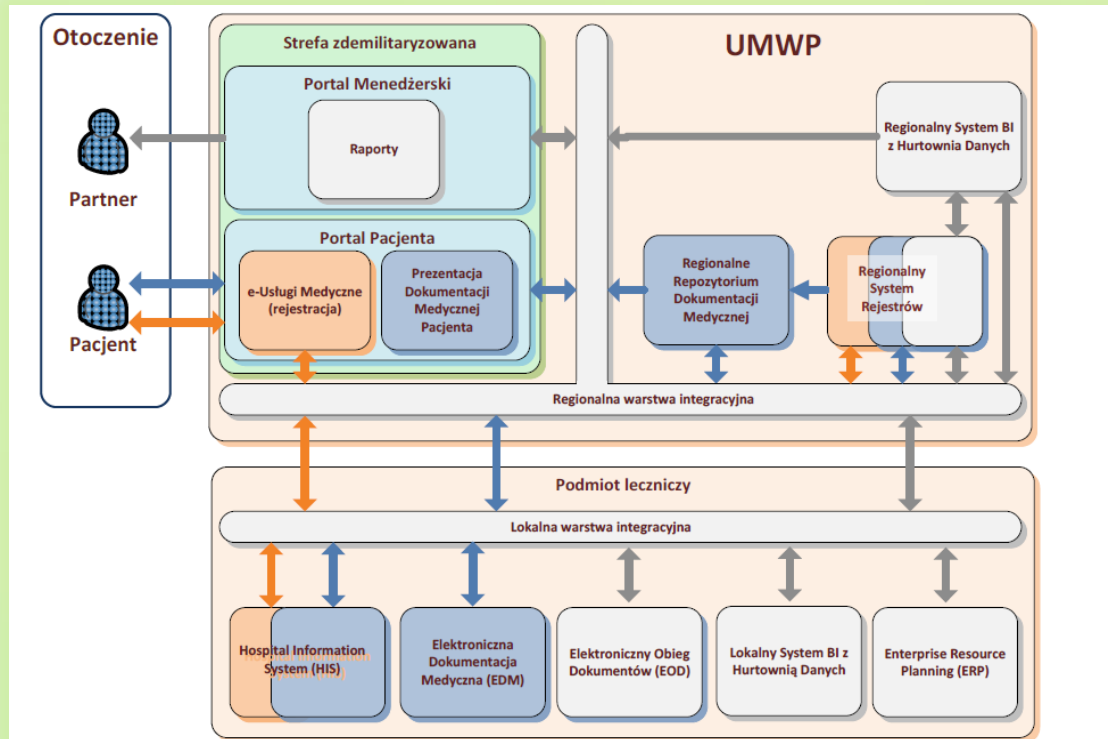 Otoczenie
Partner
Pacjent
Strefa zdemilitaryzowana
Portal Menedżerski
Raporty
Portal Pacjenta
e-Usługi Medyczne
(rejestracja)
Prezentacja
Dokumentacji
Medycznej
Pacjenta
UMWP
Regionalny System BI
z Hurtownia Danych
Regionalne
Repozytorium
Dokumentacji
Medycznej
Regionalny
System
Rejestrów
Regionalna warstwa integracyjna
Podmiot leczniczy
Lokalna warstwa integracyjna
Hospital Information
System (HIS)
Elektroniczna
Dokumentacja
Medyczna (EDM)
Elektroniczny Obieg
Dokumentów (EOD)
Lokalny System BI z
Hurtownią Danych
Enterprise Resource
Planning (ERP)